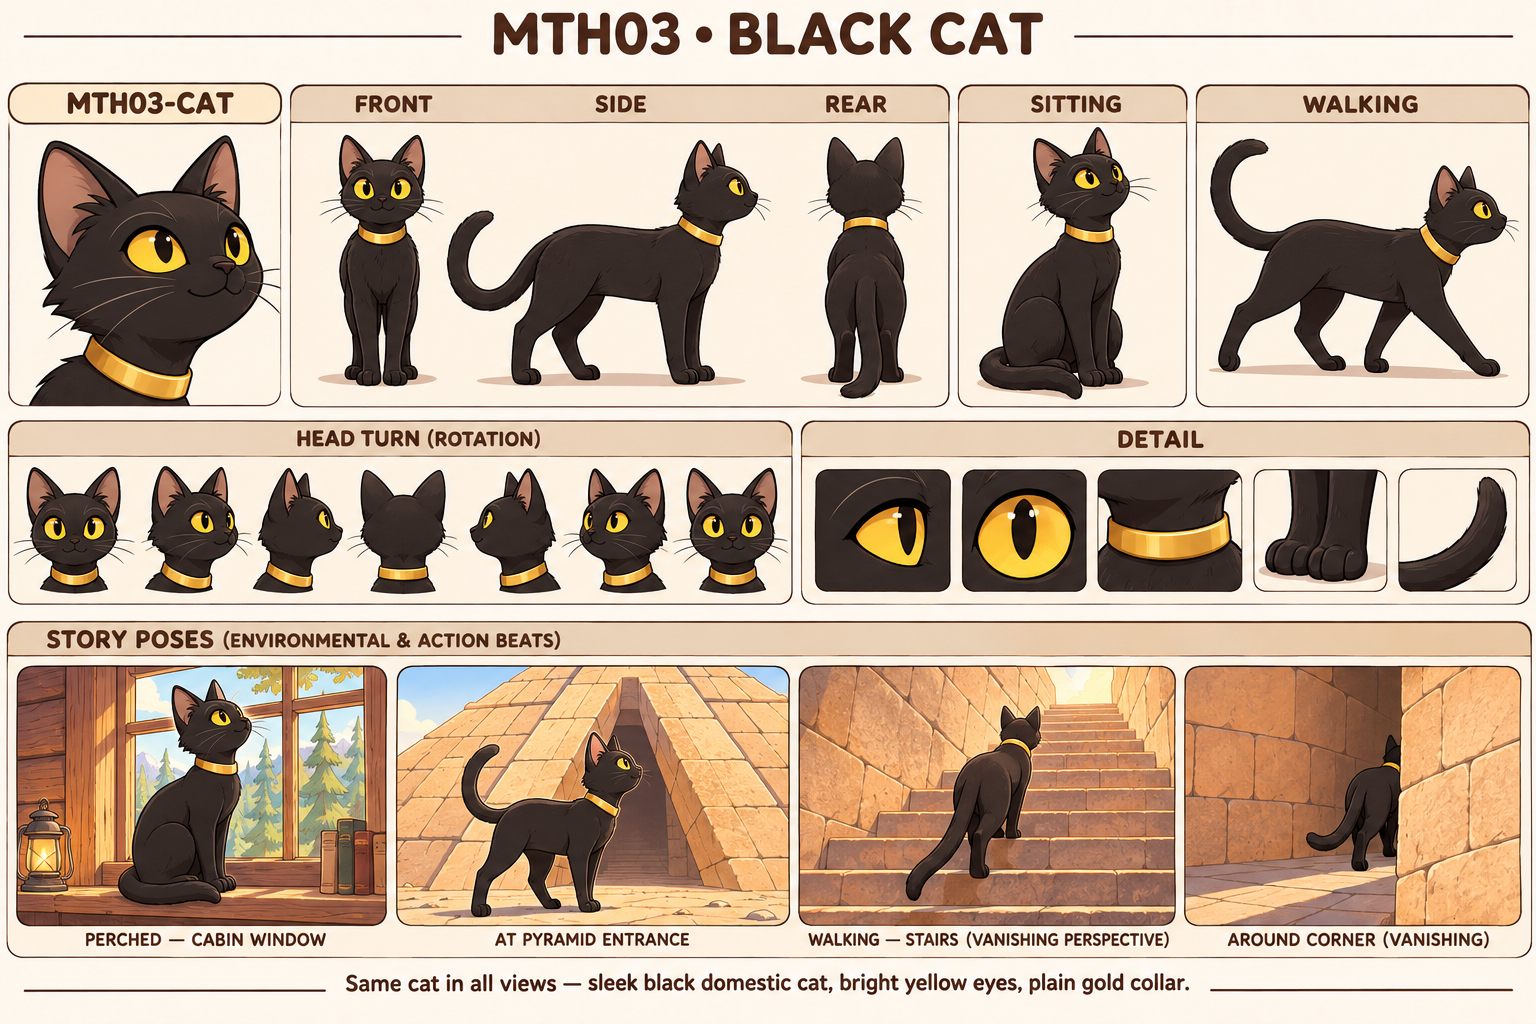 MTH03 • BLACK CAT
MTH03-CAT
FRONT
SIDE
REAR
SITTING
WALKING
HEAD TURN (ROTATION)
DETAIL
STORY POSES (ENVIRONMENTAL & ACTION BEATS)
PERCHED — CABIN WINDOW
AT PYRAMID ENTRANCE
WALKING — STAIRS (VANISHING PERSPECTIVE)
AROUND CORNER (VANISHING)
Same cat in all views — sleek black domestic cat, bright yellow eyes, plain gold collar.